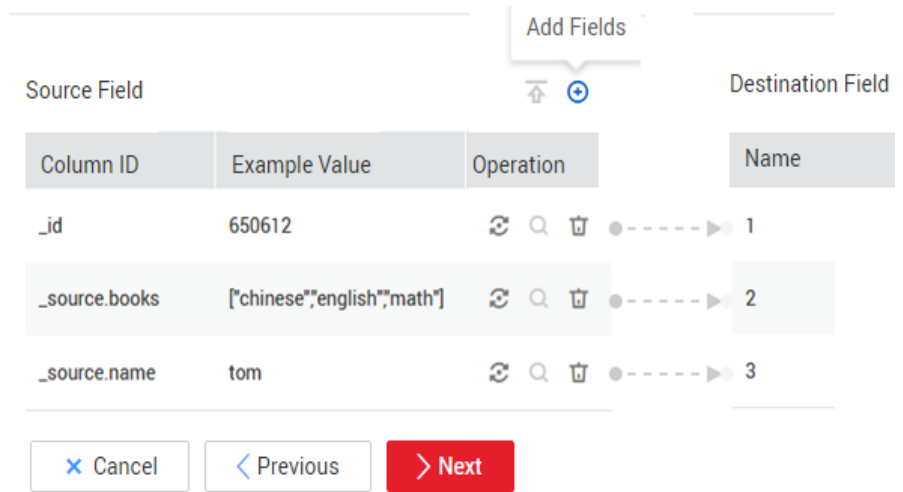 Add Fields
Source Field
Destination Field
Column ID Example Value Operation Name
_id 650612 1
_source.books ["chinese","english","math"] 2
_source.name tom 3
Cancel Previous Next